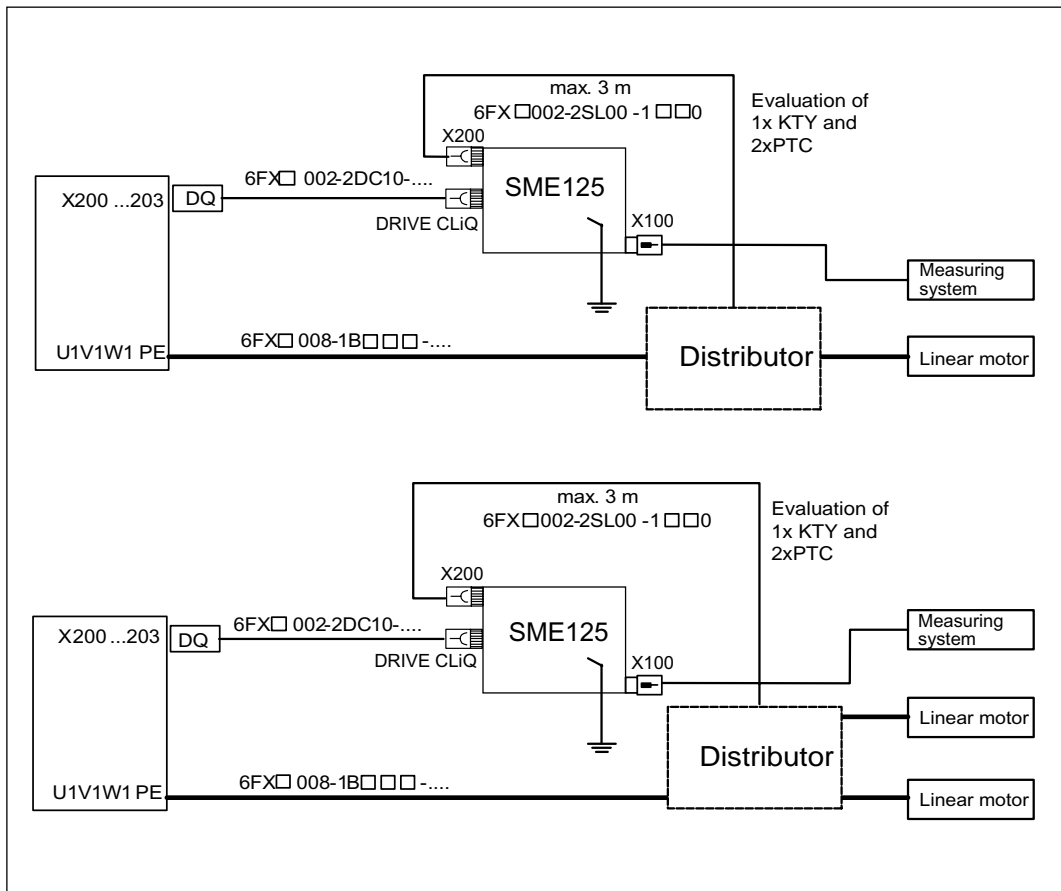 max. 3 m
6FX□002-2SL00 -1□□0
Evaluation of
1x KTY and
2xPTC
X200
6FX□ 002-2DC10-....
X200 ...203
DQ
SME125
DRIVE CLiQ
X100
Measuring
system
6FX□ 008-1B□□□-....
U1V1W1 PE
Distributor
Linear motor
max. 3 m
6FX□002-2SL00 -1□□0
Evaluation of
1x KTY and
2xPTC
X200
6FX□ 002-2DC10-....
X200 ...203
DQ
SME125
DRIVE CLiQ
X100
Measuring
system
Linear motor
Distributor
6FX□ 008-1B□□□-....
U1V1W1 PE
Linear motor